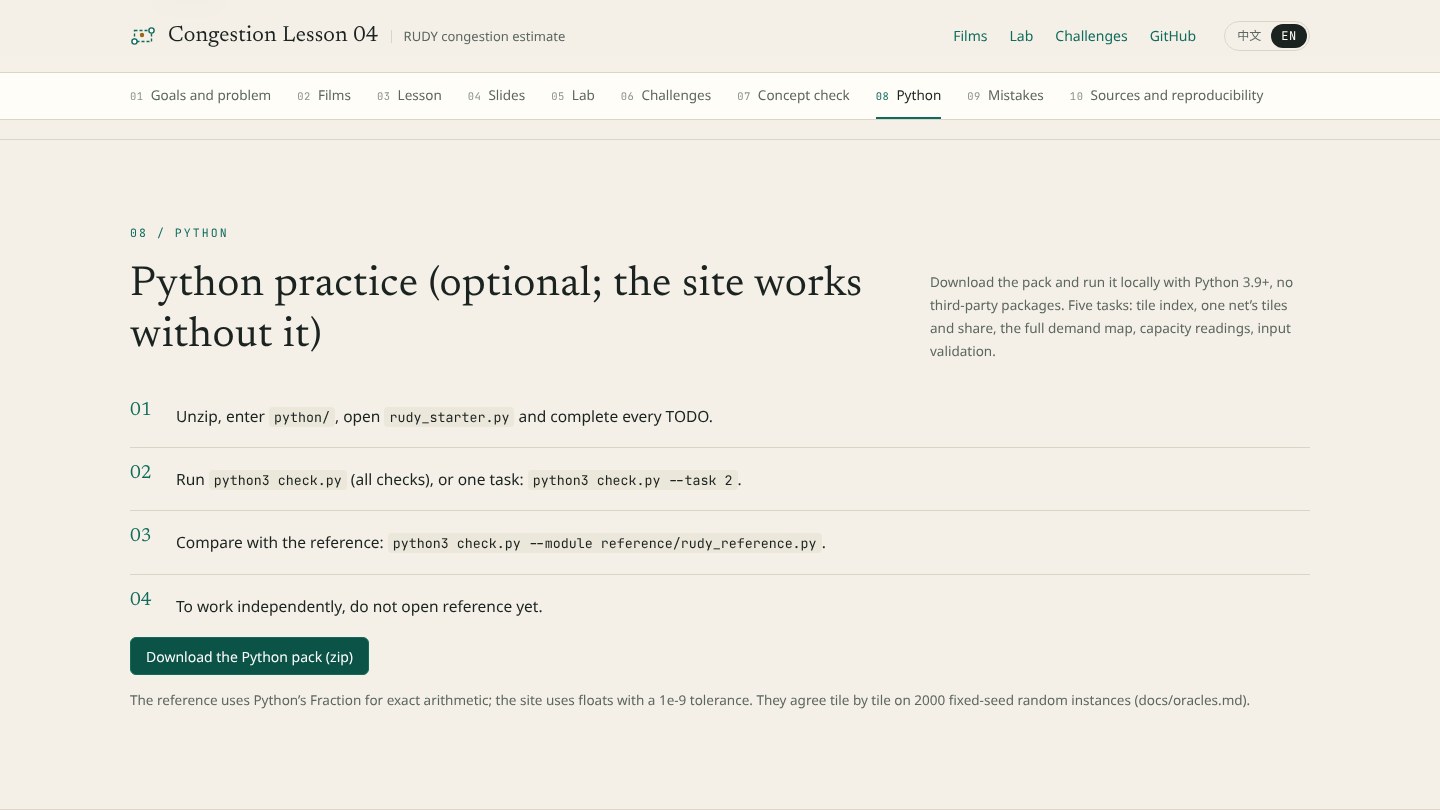 Congestion Lesson 04
RUDY congestion estimate
Films Lab Challenges GitHub 中文 EN
01 Goals and problem 02 Films 03 Lesson 04 Slides 05 Lab 06 Challenges 07 Concept check 08 Python 09 Mistakes 10 Sources and reproducibility
08 / PYTHON
Python practice (optional; the site works
without it)
Download the pack and run it locally with Python 3.9+, no
third-party packages. Five tasks: tile index, one net’s tiles
and share, the full demand map, capacity readings, input
validation.
01 Unzip, enter python/, open rudy_starter.py and complete every TODO.
02 Run python3 check.py (all checks), or one task: python3 check.py --task 2.
03 Compare with the reference: python3 check.py --module reference/rudy_reference.py.
04 To work independently, do not open reference yet.
Download the Python pack (zip)
The reference uses Python’s Fraction for exact arithmetic; the site uses floats with a 1e-9 tolerance. They agree tile by tile on 2000 fixed-seed random instances (docs/oracles.md).